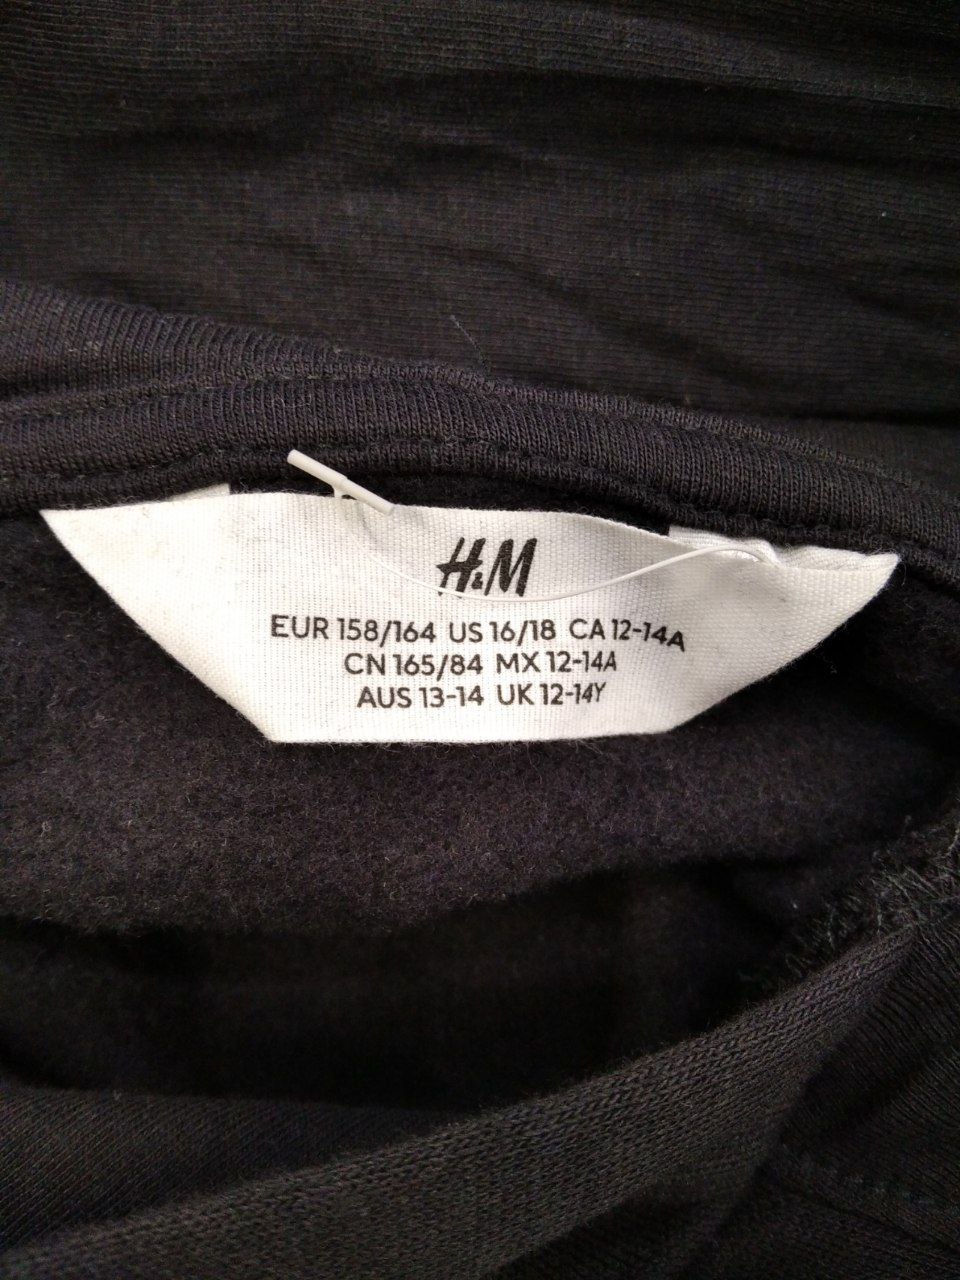 H&M
EUR 158/164 US 16/18 CA 12-14A
CN 165/84 MX 12-14A
AUS 13-14 UK 12-14Y